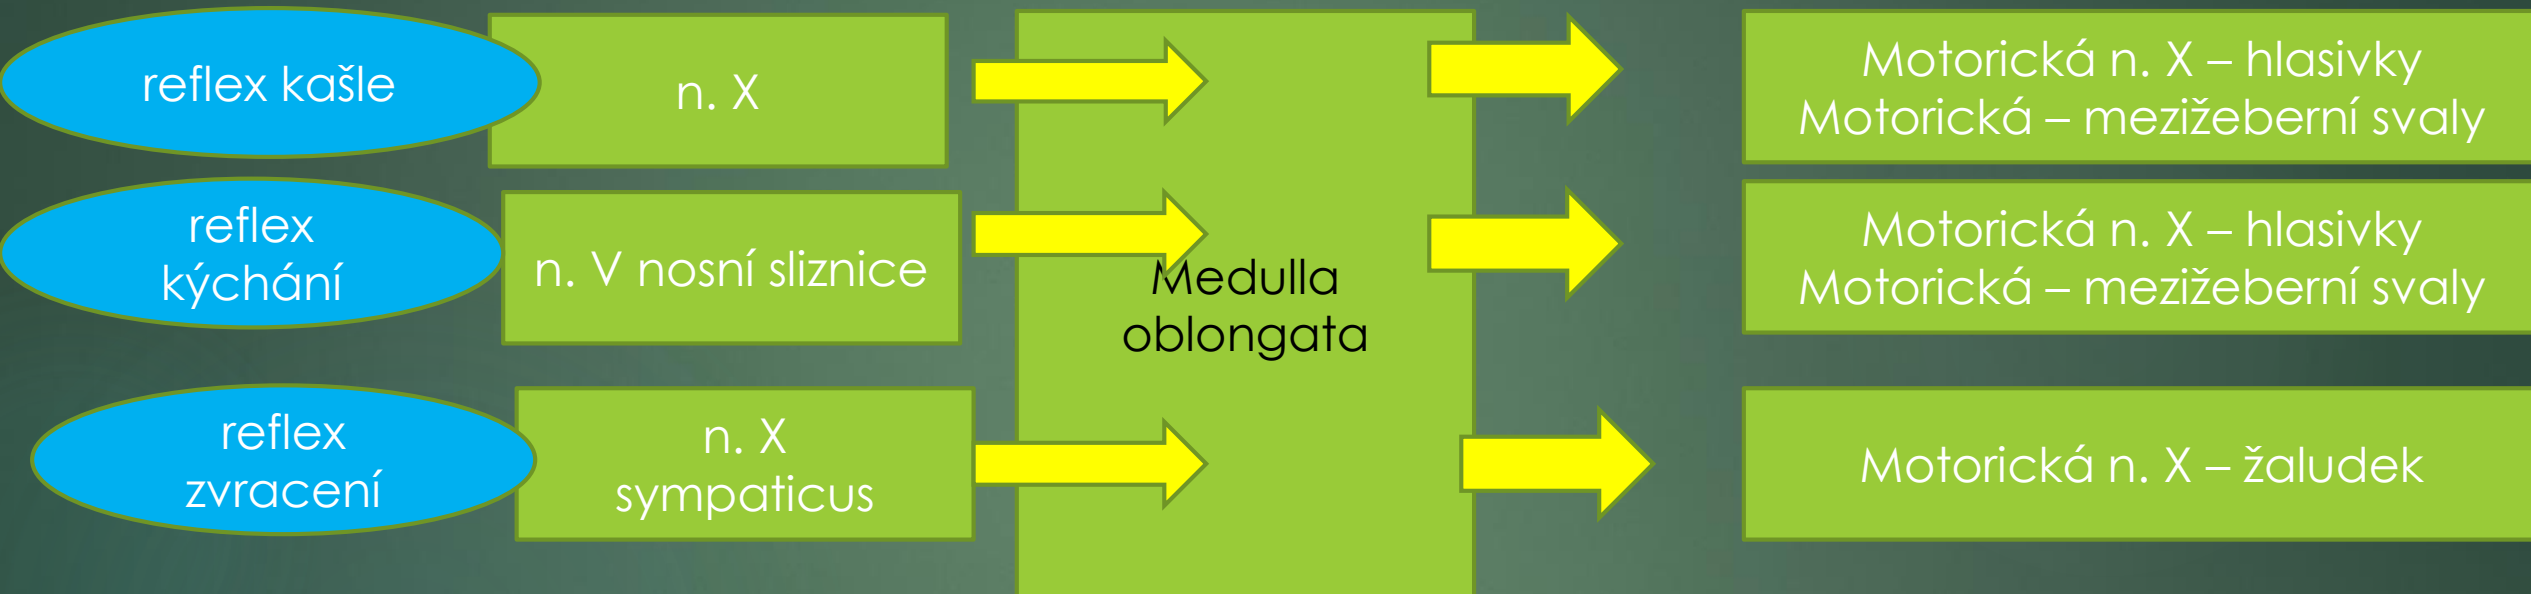 reflex kašle
n. X
Motorická n. X – hlasivky
Motorická – mezižeberní svaly
reflex
kýchání
n. V nosní sliznice
Medulla
oblongata
Motorická n. X – hlasivky
Motorická – mezižeberní svaly
reflex
zvracení
n. X
sympaticus
Motorická n. X – žaludek